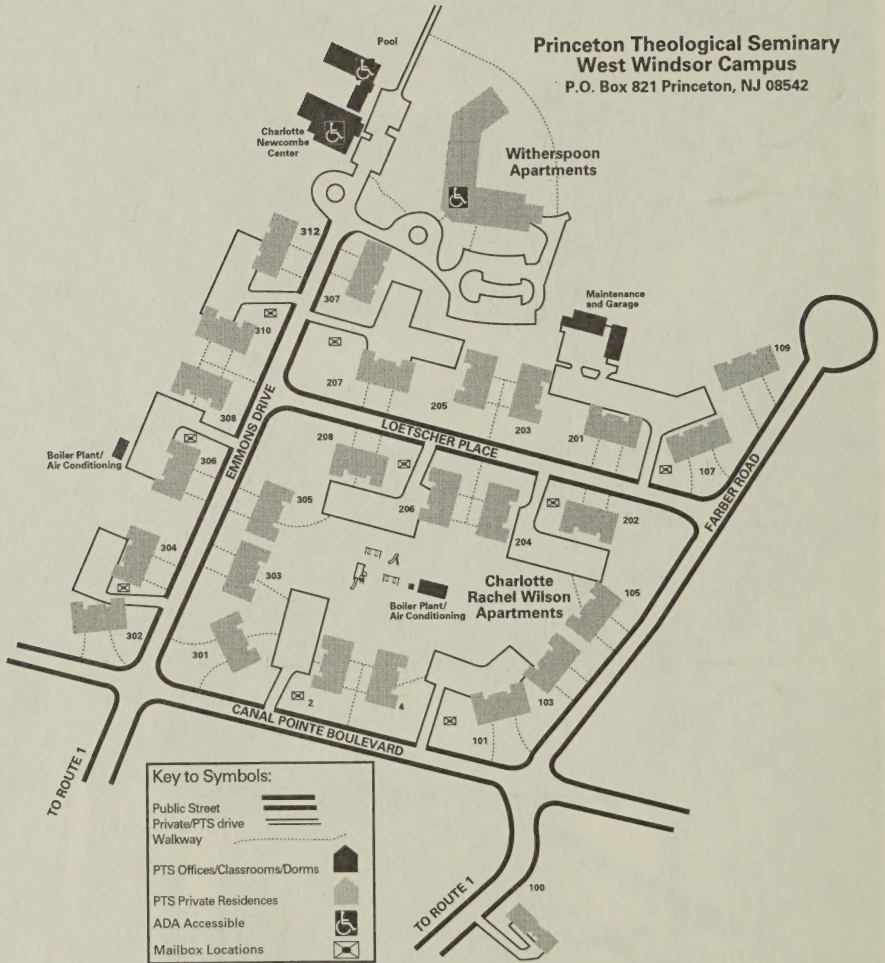 Princeton Theological Seminary
West Windsor Campus
P.O. Box 821 Princeton, NJ 08542
Pool
Charlotte
Newcombe
Center
Witherspoon
Apartments
312
307
Maintenance
and Garage
310
109
207
205
308
203
201
EMMONS DRIVE
LOETSCHER PLACE
208
107
FARBER ROAD
Boiler Plant/
Air Conditioning
306
305
206
204
202
304
303
Charlotte
Rachel Wilson
Apartments
Boiler Plant/
Air Conditioning
105
302
301
2
4
103
101
CANAL POINTE BOULEVARD
TO ROUTE 1
Key to Symbols:
Public Street
Private/PTS drive
Walkway
PTS Offices/Classrooms/Dorms
PTS Private Residences
ADA Accessible
Mailbox Locations
TO ROUTE 1
100